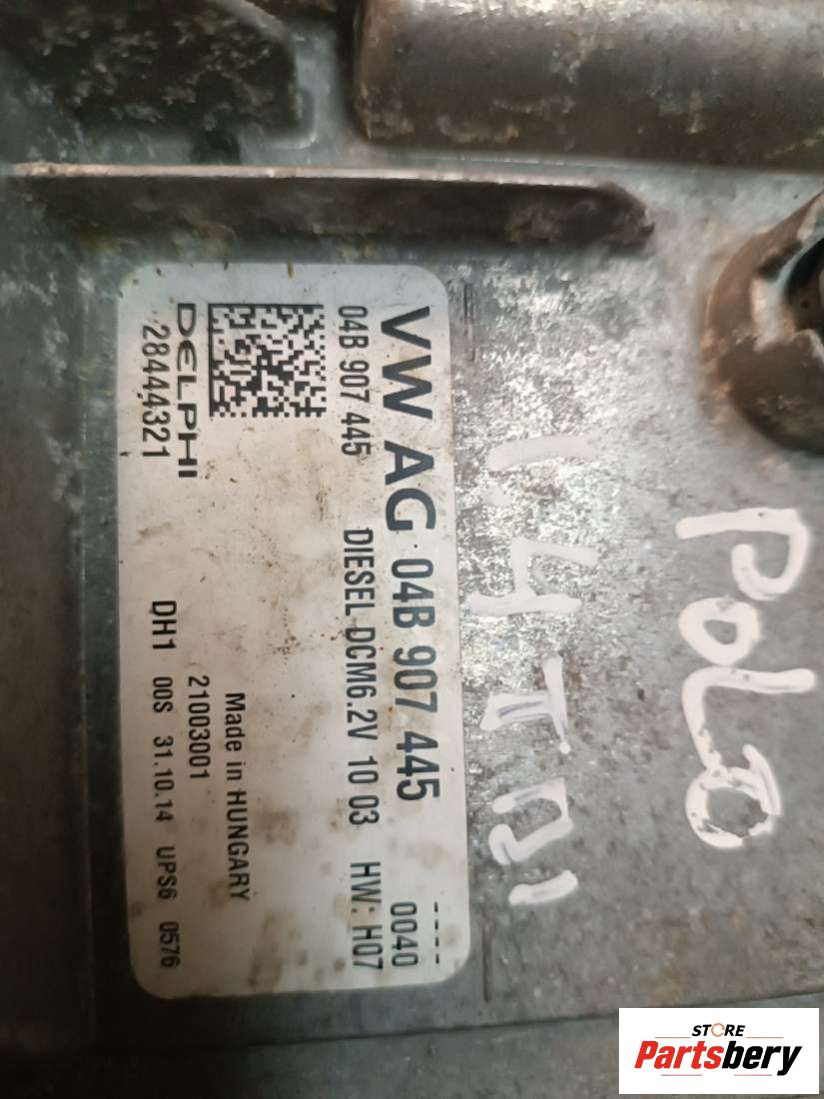 VW AG 04B 907 445 ----
04B 907 445 DIESEL DCM6.2V 10 03 HW: H07
0040
DELPHI
28444321
Made in HUNGARY
21003001
DH1 00S 31.10.14 UPS6 0576
POLO
1.4 TDI
STORE
Partsbery